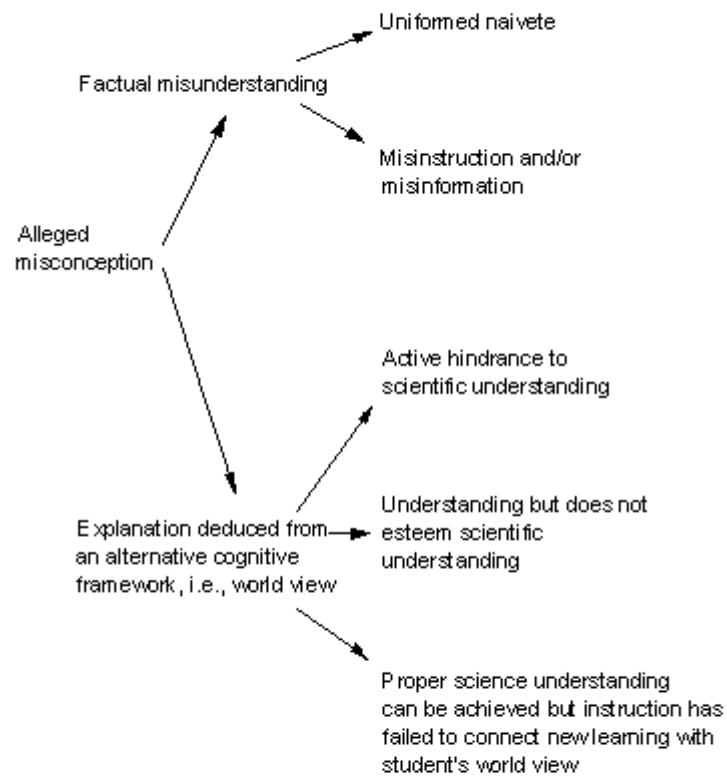 Uniformed naivete
Factual misunderstanding
Misinstruction and/or
misinformation
Alleged
misconception
Active hindrance to
scientific understanding
Explanation deduced from
an alternative cognitive
framework, i.e., world view
Understanding but does not
esteem scientific
understanding
Proper science understanding
can be achieved but instruction has
failed to connect new learning with
student's world view